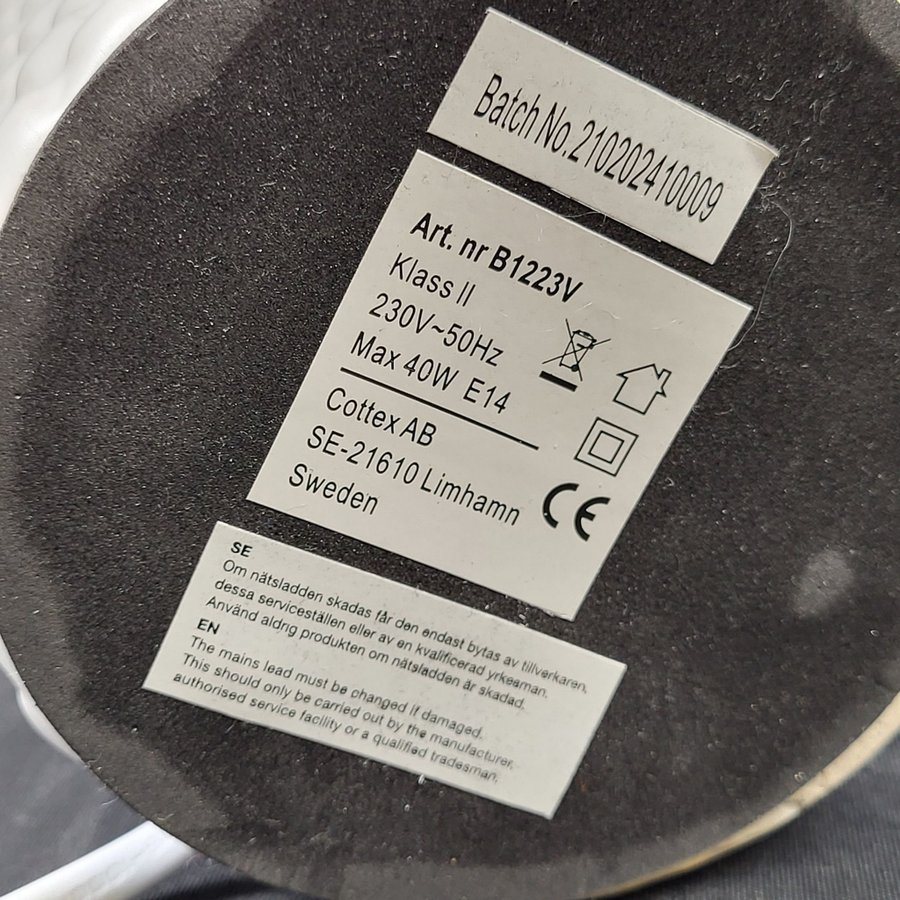 Batch No.210202410009
Art. nr B1223V
Klass II
230V~50Hz
Max 40W E14
Cottex AB
SE-21610 Limhamn
Sweden
CE
SE
Om nätsladden skadas får den endast bytas av tillverkaren,
dessa serviceställen eller av en kvalificerad yrkesman.
Använd aldrig produkten om nätsladden är skadad.
EN
The mains lead must be changed if damaged.
This should only be carried out by the manufacturer,
authorised service facility or a qualified tradesman.